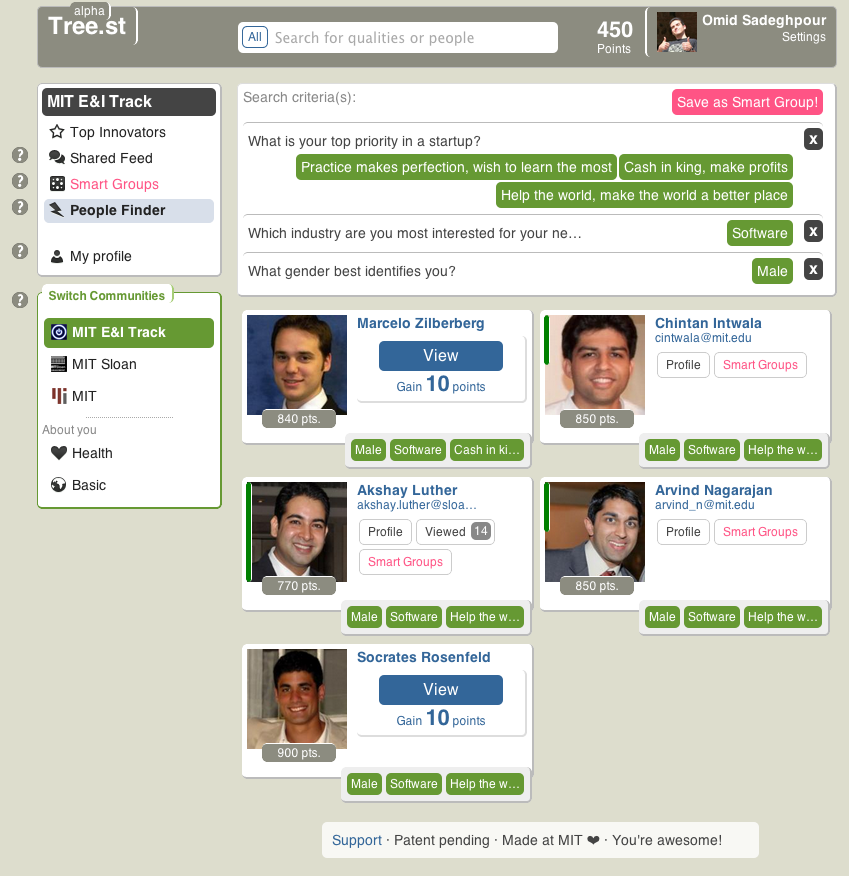 alpha
Tree.st
All Search for qualities or people
450
Points
Omid Sadeghpour
Settings
MIT E&I Track
Top Innovators
? Shared Feed
? Smart Groups
? People Finder
? My profile
? Switch Communities
MIT E&I Track
MIT Sloan
MIT
About you
Health
Basic
Search criteria(s):
Save as Smart Group!
What is your top priority in a startup? x
Practice makes perfection, wish to learn the most Cash in king, make profits
Help the world, make the world a better place
Which industry are you most interested for your ne... Software x
What gender best identifies you? Male x
Marcelo Zilberberg
View
Gain 10 points
840 pts.
Male Software Cash in ki...
Chintan Intwala
cintwala@mit.edu
Profile Smart Groups
850 pts.
Male Software Help the w...
Akshay Luther
akshay.luther@sloa...
Profile Viewed 14
Smart Groups
770 pts.
Male Software Help the w...
Arvind Nagarajan
arvind_n@mit.edu
Profile Smart Groups
850 pts.
Male Software Help the w...
Socrates Rosenfeld
View
Gain 10 points
900 pts.
Male Software Help the w...
Support · Patent pending · Made at MIT ❤ · You're awesome!